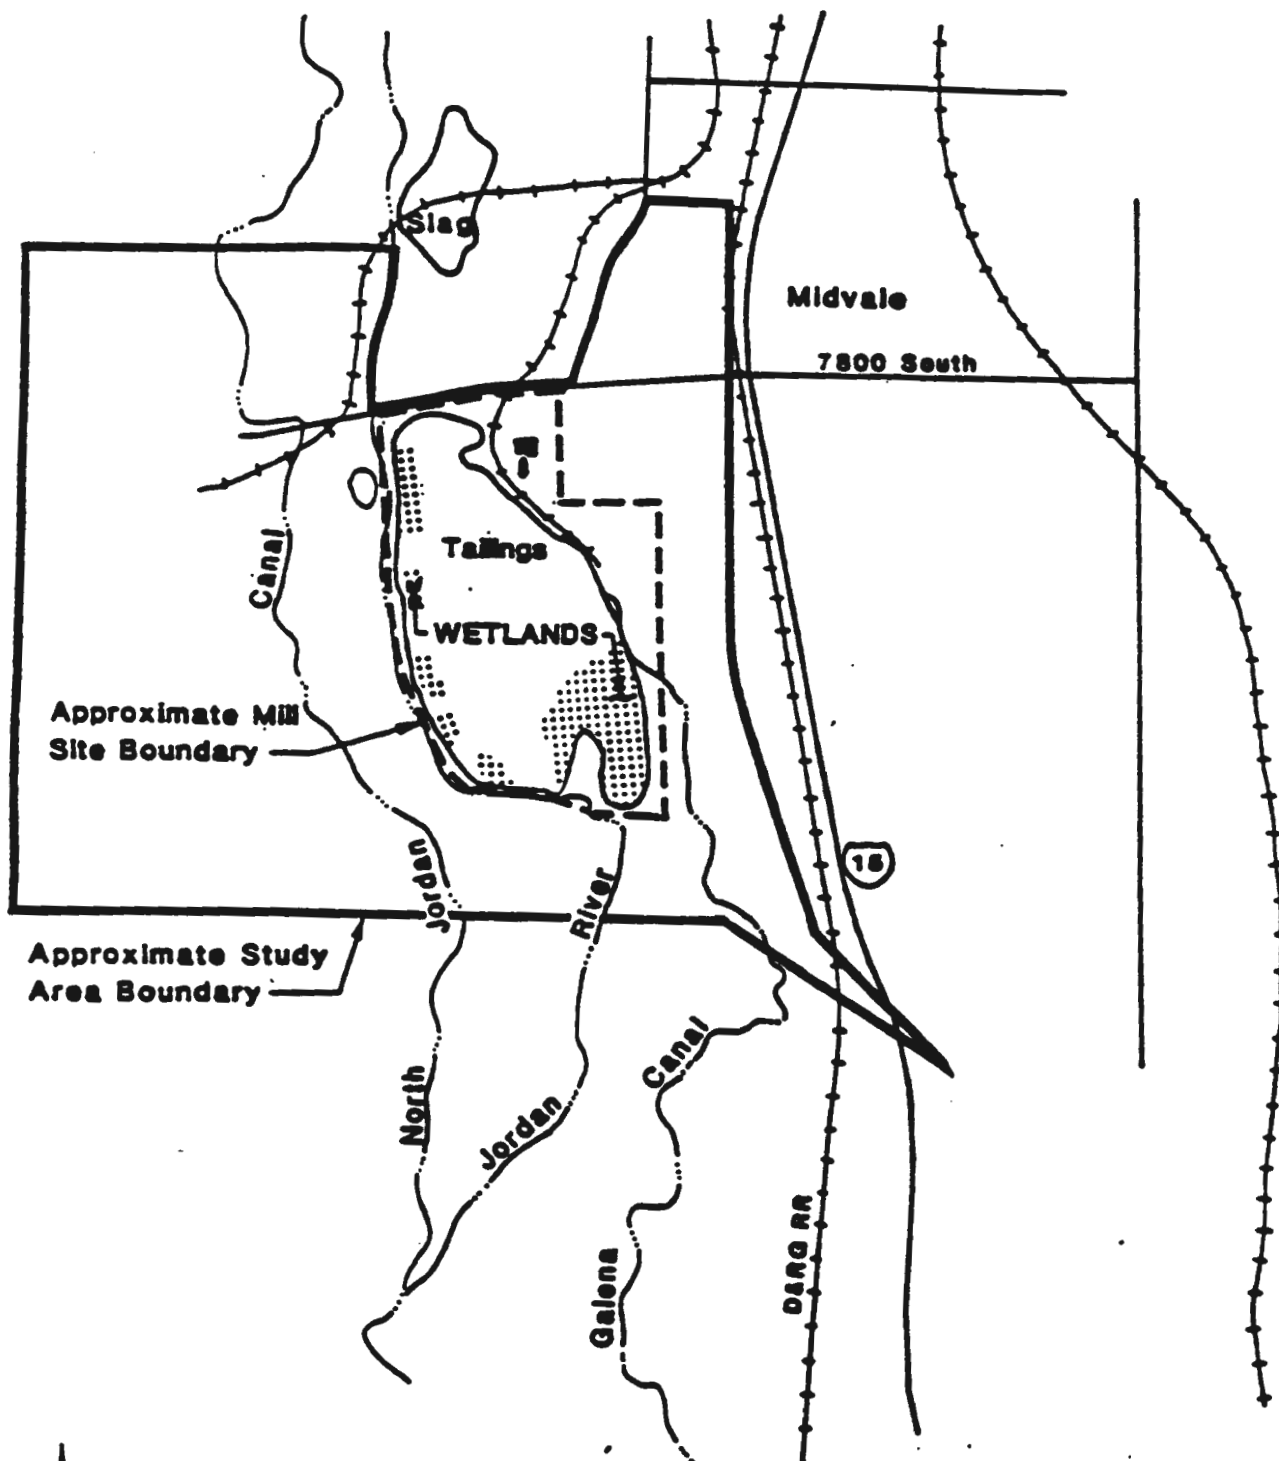 Slag
Midvale
7800 South
Tailings
Canal
WETLANDS
Approximate Mill
Site Boundary
15
Jordan
River
Approximate Study
Area Boundary
Canal
North
Jordan
D&RG RR
Galena